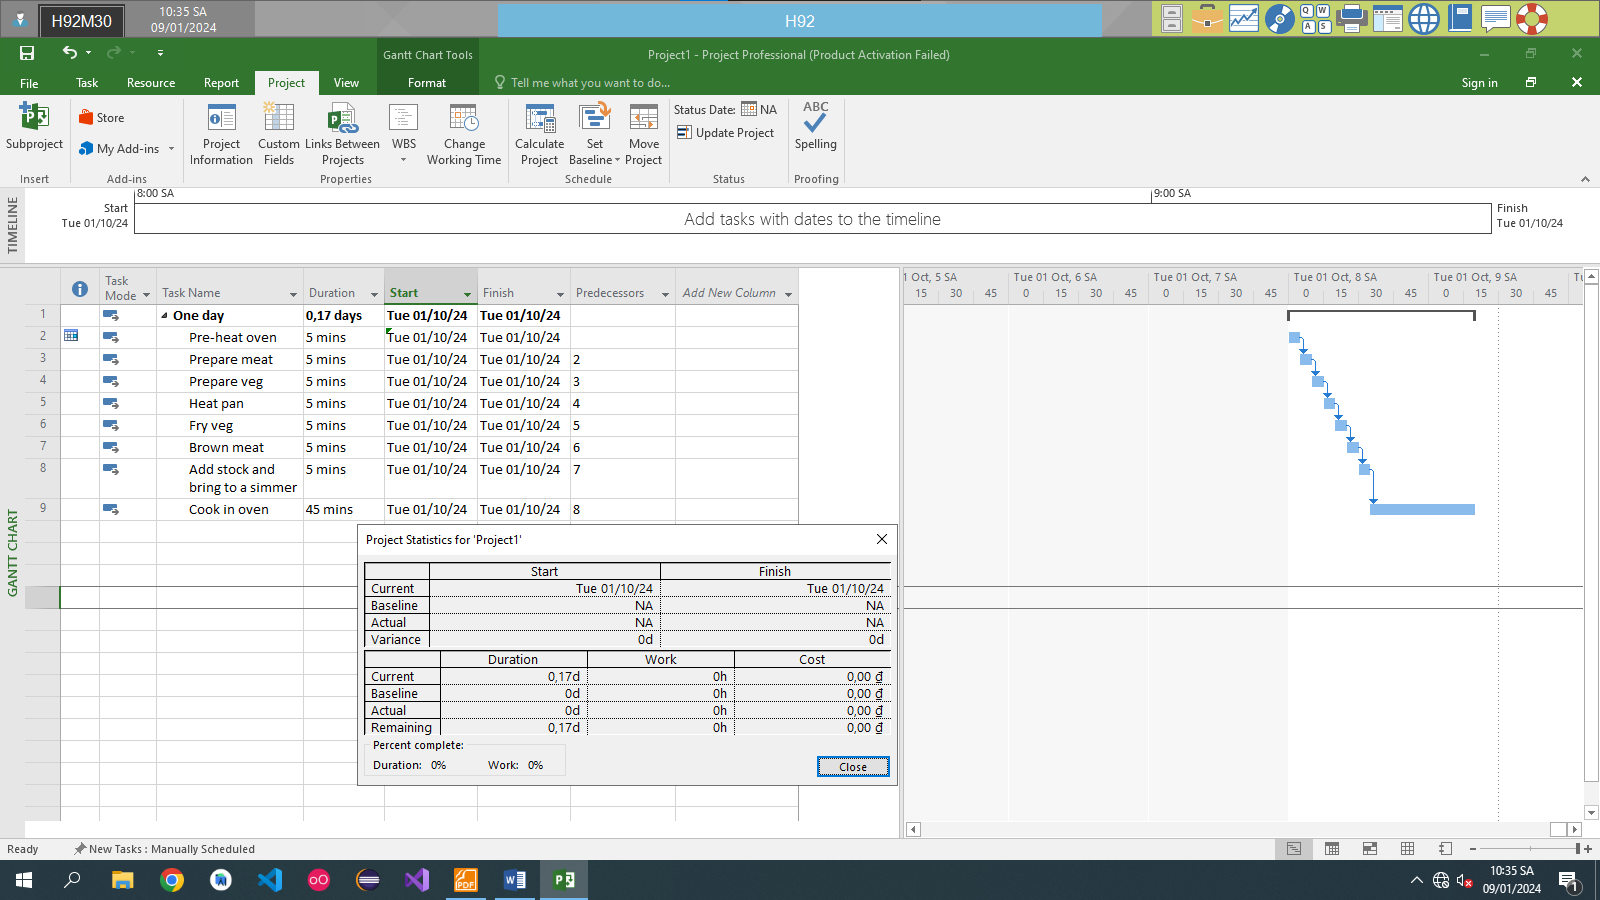 H92M30
10:35 SA
09/01/2024
H92
Q W
A S
Gantt Chart Tools
Project1 - Project Professional (Product Activation Failed)
File
Task
Resource
Report
Project
View
Format
Tell me what you want to do...
Sign in
Subproject
Insert
Store
My Add-ins
Add-ins
Project Information
Custom Fields
Links Between Projects
WBS
Change Working Time
Properties
Calculate Project
Set Baseline
Move Project
Schedule
Status Date: NA
Update Project
Status
ABC
Spelling
Proofing
TIMELINE
8:00 SA
9:00 SA
Start
Tue 01/10/24
Add tasks with dates to the timeline
Finish
Tue 01/10/24
GANTT CHART
Task Mode
Task Name
Duration
Start
Finish
Predecessors
Add New Column
1 One day 0,17 days Tue 01/10/24 Tue 01/10/24
2 Pre-heat oven 5 mins Tue 01/10/24 Tue 01/10/24
3 Prepare meat 5 mins Tue 01/10/24 Tue 01/10/24 2
4 Prepare veg 5 mins Tue 01/10/24 Tue 01/10/24 3
5 Heat pan 5 mins Tue 01/10/24 Tue 01/10/24 4
6 Fry veg 5 mins Tue 01/10/24 Tue 01/10/24 5
7 Brown meat 5 mins Tue 01/10/24 Tue 01/10/24 6
8 Add stock and bring to a simmer 5 mins Tue 01/10/24 Tue 01/10/24 7
9 Cook in oven 45 mins Tue 01/10/24 Tue 01/10/24 8
Oct, 5 SA
Tue 01 Oct, 6 SA
Tue 01 Oct, 7 SA
Tue 01 Oct, 8 SA
Tue 01 Oct, 9 SA
15 30 45 0 15 30 45 0 15 30 45 0 15 30 45 0 15 30 45 0
Project Statistics for 'Project1'
Start Finish
Current Tue 01/10/24 Tue 01/10/24
Baseline NA NA
Actual NA NA
Variance 0d 0d
Duration Work Cost
Current 0,17d 0h 0,00 ₫
Baseline 0d 0h 0,00 ₫
Actual 0d 0h 0,00 ₫
Remaining 0,17d 0h 0,00 ₫
Percent complete:
Duration: 0% Work: 0%
Close
Ready
New Tasks : Manually Scheduled
PDF
10:35 SA
09/01/2024
1